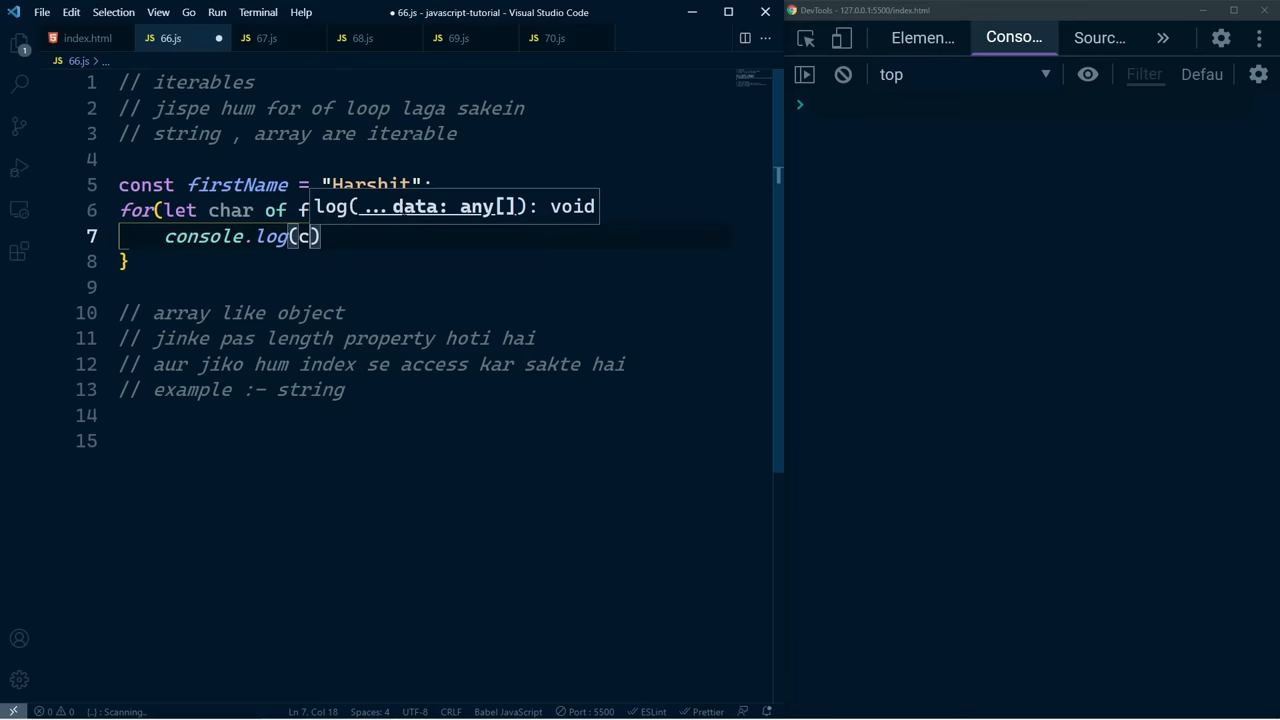 File Edit Selection View Go Run Terminal Help ● 66.js - javascript-tutorial - Visual Studio Code
DevTools - 127.0.0.1:5500/index.html
index.html JS 66.js JS 67.js JS 68.js JS 69.js JS 70.js
Elemen… Conso… Sourc…
JS 66.js > ...
top Filter Defau
1 // iterables
2 // jispe hum for of loop laga sakein
3 // string , array are iterable
4
5 const firstName = "Harshit";
6 for(let char of f
log(...data: any[]): void
7 console.log(c)
8 }
9
10 // array like object
11 // jinke pas length property hoti hai
12 // aur jiko hum index se access kar sakte hai
13 // example :- string
14
15
1
0 0 {..} : Scanning.. Ln 7, Col 18 Spaces: 4 UTF-8 CRLF Babel JavaScript Port : 5500 ESLint Prettier